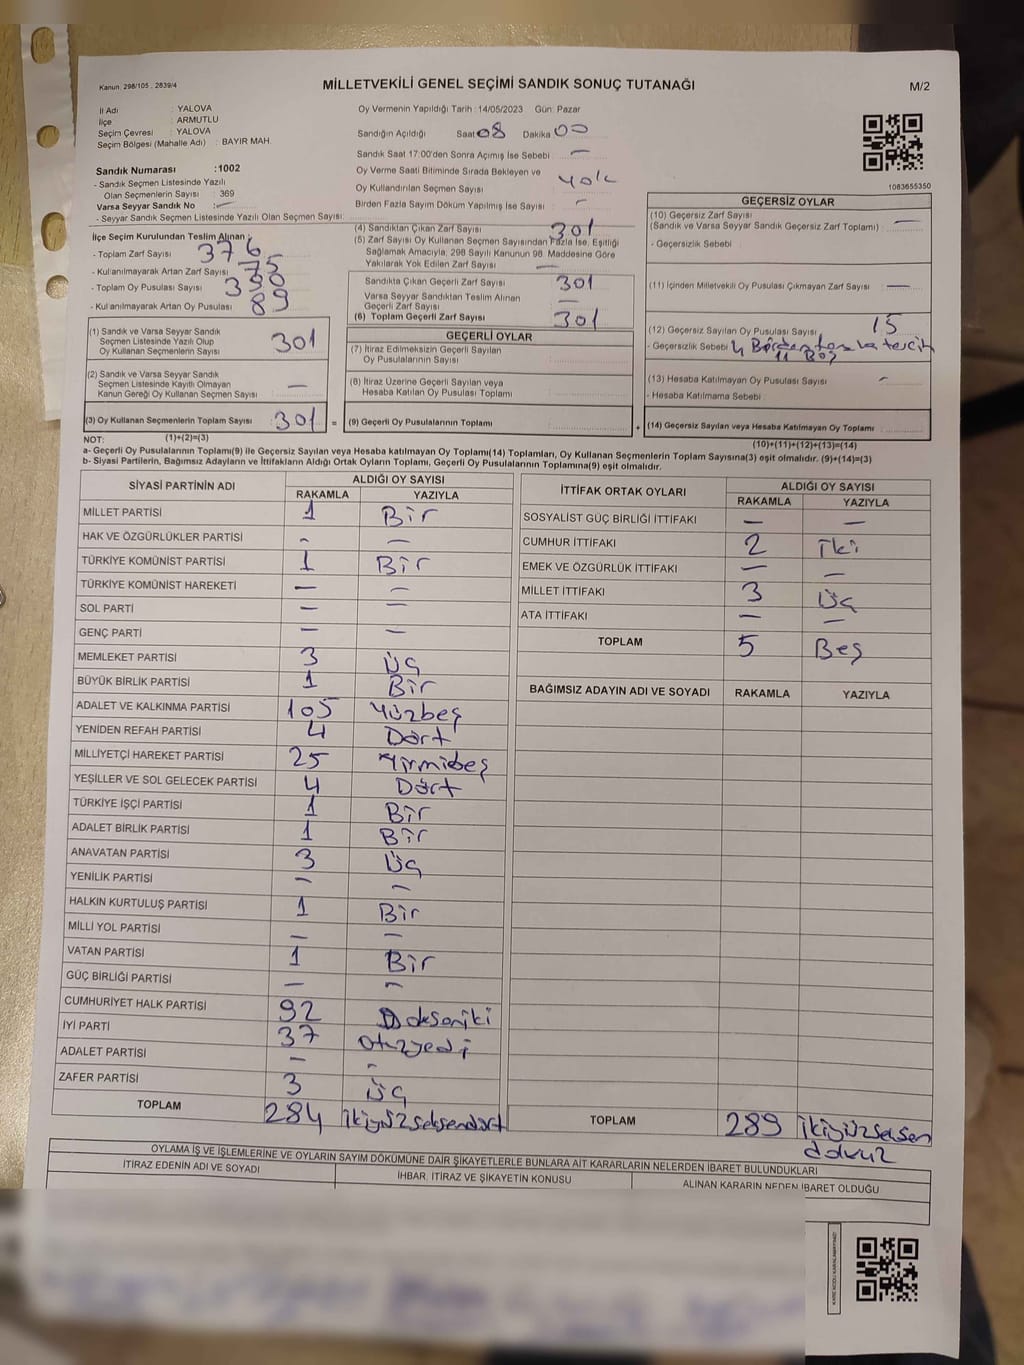 Kanun: 298/105 , 2839/4
MİLLETVEKİLİ GENEL SEÇİMİ SANDIK SONUÇ TUTANAĞI
M/2
İl Adı : YALOVA
İlçe : ARMUTLU
Seçim Çevresi : YALOVA
Seçim Bölgesi (Mahalle Adı) : BAYIR MAH.
Sandık Numarası :1002
- Sandık Seçmen Listesinde Yazılı
Olan Seçmenlerin Sayısı : 369
Varsa Seyyar Sandık No : —
- Seyyar Sandık Seçmen Listesinde Yazılı Olan Seçmen Sayısı:
Oy Vermenin Yapıldığı Tarih : 14/05/2023 Gün: Pazar
Sandığın Açıldığı Saat 08 Dakika 00
Sandık Saat 17:00'den Sonra Açımış İse Sebebi : —
Oy Verme Saati Bitiminde Sırada Bekleyen ve
Oy Kullandırılan Seçmen Sayısı : yok
Birden Fazla Sayım Döküm Yapılmış İse Sayısı : -
1083655350
İlçe Seçim Kurulundan Teslim Alınan :
- Toplam Zarf Sayısı : 376
- Kullanılmayarak Artan Zarf Sayısı : 75
- Toplam Oy Pusulası Sayısı : 390
- Kullanılmayarak Artan Oy Pusulası : 89
(1) Sandık ve Varsa Seyyar Sandık
Seçmen Listesinde Yazılı Olup
Oy Kullanan Seçmenlerin Sayısı : 301
(2) Sandık ve Varsa Seyyar Sandık
Seçmen Listesinde Kayıtlı Olmayan
Kanun Gereği Oy Kullanan Seçmen Sayısı : —
(3) Oy Kullanan Seçmenlerin Toplam Sayısı : 301 =
(4) Sandıktan Çıkan Zarf Sayısı : 301
(5) Zarf Sayısı Oy Kullanan Seçmen Sayısından Fazla İse, Eşitliği
Sağlamak Amacıyla, 298 Sayılı Kanunun 98. Maddesine Göre
Yakılarak Yok Edilen Zarf Sayısı : —
Sandıkta Çıkan Geçerli Zarf Sayısı : 301
Varsa Seyyar Sandıktan Teslim Alınan
Geçerli Zarf Sayısı : —
(6) Toplam Geçerli Zarf Sayısı : 301
GEÇERLİ OYLAR
(7) İtiraz Edilmeksizin Geçerli Sayılan
Oy Pusulalarının Sayısı :
(8) İtiraz Üzerine Geçerli Sayılan veya
Hesaba Katılan Oy Pusulası Toplamı :
(9) Geçerli Oy Pusulalarının Toplamı : +
GEÇERSİZ OYLAR
(10) Geçersiz Zarf Sayısı
(Sandık ve Varsa Seyyar Sandık Geçersiz Zarf Toplamı) : —
- Geçersizlik Sebebi :
(11) İçinden Milletvekili Oy Pusulası Çıkmayan Zarf Sayısı : —
(12) Geçersiz Sayılan Oy Pusulası Sayısı : 15
- Geçersizlik Sebebi : 4 Birden fazla tercih
11 Boş
(13) Hesaba Katılmayan Oy Pusulası Sayısı : -
- Hesaba Katılmama Sebebi :
(14) Geçersiz Sayılan veya Hesaba Katılmayan Oy Toplamı :
NOT: (1)+(2)=(3)
(10)+(11)+(12)+(13)=(14)
a- Geçerli Oy Pusulasının Toplamı(9) ile Geçersiz Sayılan veya Hesaba katılmayan Oy Toplamı(14) Toplamları, Oy Kullanan Seçmenlerin Toplam Sayısına(3) eşit olmalıdır. (9)+(14)=(3)
b- Siyasi Partilerin, Bağımsız Adayların ve İttifakların Aldığı Ortak Oyların Toplamı, Geçerli Oy Pusulalarının Toplamına(9) eşit olmalıdır.
SİYASİ PARTİNİN ADI ALDIĞI OY SAYISI
RAKAMLA YAZIYLA
MİLLET PARTİSİ 1 Bir
HAK VE ÖZGÜRLÜKLER PARTİSİ - —
TÜRKİYE KOMÜNİST PARTİSİ 1 Bir
TÜRKİYE KOMÜNİST HAREKETİ — —
SOL PARTİ — —
GENÇ PARTİ — —
MEMLEKET PARTİSİ 3 Üç
BÜYÜK BİRLİK PARTİSİ 1 Bir
ADALET VE KALKINMA PARTİSİ 105 Yüzbeş
YENİDEN REFAH PARTİSİ 4 Dört
MİLLİYETÇİ HAREKET PARTİSİ 25 Yirmibeş
YEŞİLLER VE SOL GELECEK PARTİSİ 4 Dört
TÜRKİYE İŞÇİ PARTİSİ 1 Bir
ADALET BİRLİK PARTİSİ 1 Bir
ANAVATAN PARTİSİ 3 Üç
YENİLİK PARTİSİ — —
HALKIN KURTULUŞ PARTİSİ 1 Bir
MİLLİ YOL PARTİSİ — —
VATAN PARTİSİ 1 Bir
GÜÇ BİRLİĞİ PARTİSİ — —
CUMHURİYET HALK PARTİSİ 92 Doksaniki
İYİ PARTİ 37 Otuzyedi
ADALET PARTİSİ — -
ZAFER PARTİSİ 3 Üç
TOPLAM 284 ikiyüzseksendört
İTTİFAK ORTAK OYLARI ALDIĞI OY SAYISI
RAKAMLA YAZIYLA
SOSYALİST GÜÇ BİRLİĞİ İTTİFAKI — —
CUMHUR İTTİFAKI 2 iki
EMEK VE ÖZGÜRLÜK İTTİFAKI — —
MİLLET İTTİFAKI 3 Üç
ATA İTTİFAKI — —
TOPLAM 5 Beş
BAĞIMSIZ ADAYIN ADI VE SOYADI RAKAMLA YAZIYLA
TOPLAM 289 ikiyüzseksen
dokuz
OYLAMA İŞ VE İŞLEMLERİNE VE OYLARIN SAYIM DÖKÜMÜNE DAİR ŞİKAYETLERLE BUNLARA AİT KARARLARIN NELERDEN İBARET BULUNDUKLARI
İTİRAZ EDENİN ADI VE SOYADI İHBAR, İTİRAZ VE ŞİKAYETİN KONUSU ALINAN KARARIN NEDEN İBARET OLDUĞU
KARE KODU KARALAMAYINIZ!